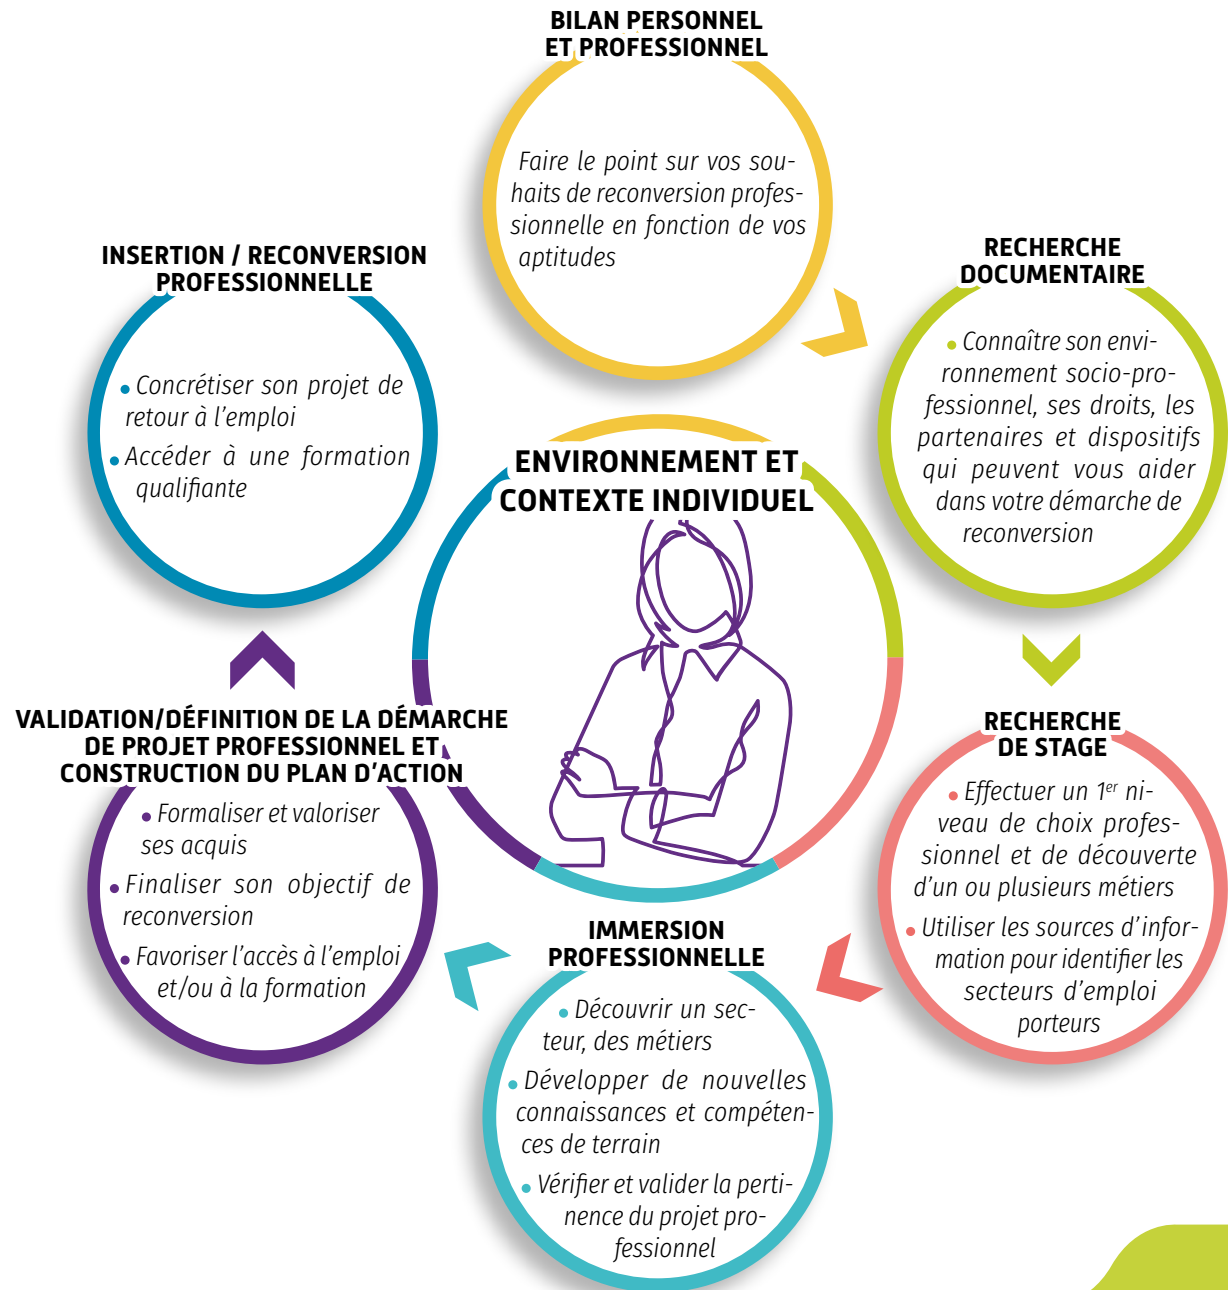 BILAN PERSONNEL
ET PROFESSIONNEL
Faire le point sur vos sou-
haits de reconversion profes-
sionnelle en fonction de vos
aptitudes
RECHERCHE
DOCUMENTAIRE
• Connaître son envi-
ronnement socio-pro-
fessionnel, ses droits, les
partenaires et dispositifs
qui peuvent vous aider
dans votre démarche de
reconversion
RECHERCHE
DE STAGE
• Effectuer un 1er ni-
veau de choix profes-
sionnel et de découverte
d'un ou plusieurs métiers
• Utiliser les sources d'infor-
mation pour identifier les
secteurs d'emploi
porteurs
IMMERSION
PROFESSIONNELLE
• Découvrir un sec-
teur, des métiers
• Développer de nouvelles
connaissances et compéten-
ces de terrain
• Vérifier et valider la perti-
nence du projet pro-
fessionnel
VALIDATION/DÉFINITION DE LA DÉMARCHE
DE PROJET PROFESSIONNEL ET
CONSTRUCTION DU PLAN D'ACTION
• Formaliser et valoriser
ses acquis
• Finaliser son objectif de
reconversion
• Favoriser l'accès à l'emploi
et/ou à la formation
INSERTION / RECONVERSION
PROFESSIONNELLE
• Concrétiser son projet de
retour à l'emploi
• Accéder à une formation
qualifiante
ENVIRONNEMENT ET
CONTEXTE INDIVIDUEL